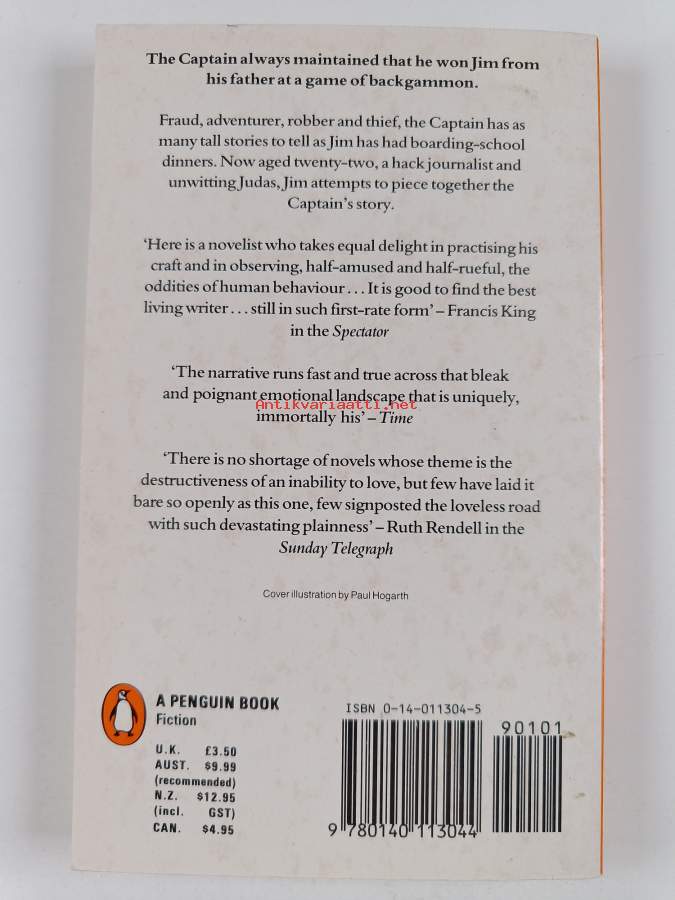 The Captain always maintained that he won Jim from
his father at a game of backgammon.
Fraud, adventurer, robber and thief, the Captain has as
many tall stories to tell as Jim has had boarding-school
dinners. Now aged twenty-two, a hack journalist and
unwitting Judas, Jim attempts to piece together the
Captain's story.
'Here is a novelist who takes equal delight in practising his
craft and in observing, half-amused and half-rueful, the
oddities of human behaviour . . . It is good to find the best
living writer . . . still in such first-rate form' – Francis King
in the Spectator
'The narrative runs fast and true across that bleak
and poignant emotional landscape that is uniquely,
Antikvariaatti.net
immortally his' – Time
'There is no shortage of novels whose theme is the
destructiveness of an inability to love, but few have laid it
bare so openly as this one, few signposted the loveless road
with such devastating plainness' – Ruth Rendell in the
Sunday Telegraph
Cover illustration by Paul Hogarth
A PENGUIN BOOK
Fiction
U.K. £3.50
AUST. $9.99
(recommended)
N.Z. $12.95
(incl. GST)
CAN. $4.95
ISBN 0-14-011304-5
90101
9 780140 113044